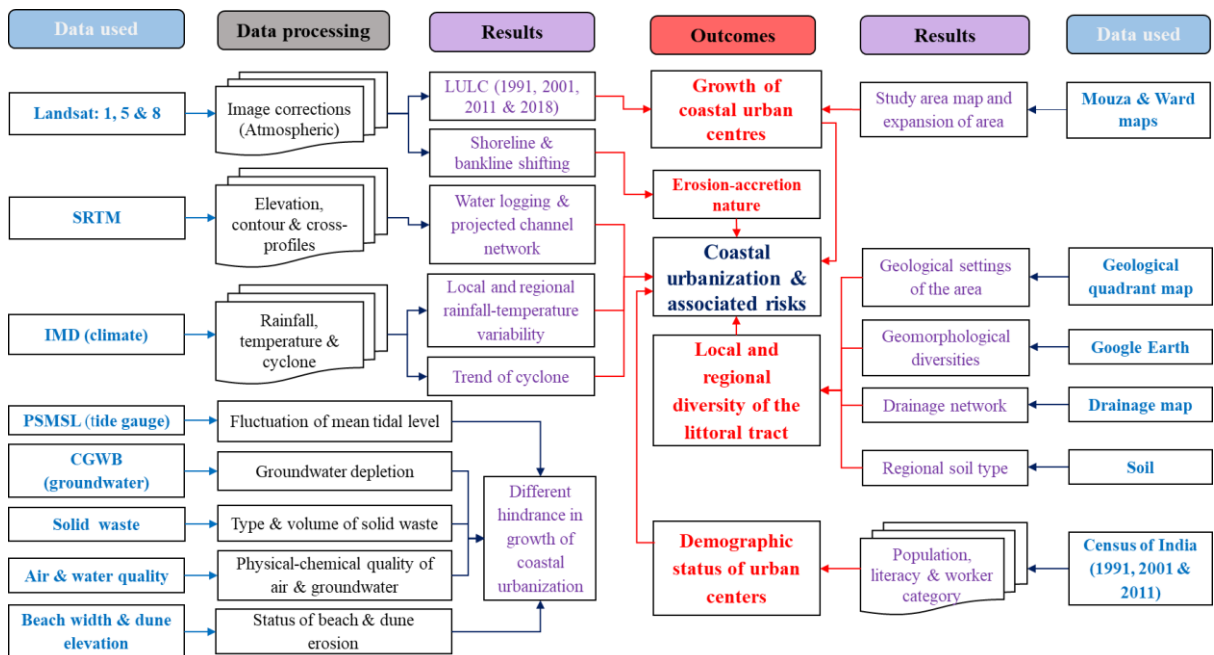 Data used
Data processing
Results
Outcomes
Results
Data used
Landsat: 1, 5 & 8
Image corrections
(Atmospheric)
LULC (1991, 2001,
2011 & 2018)
Shoreline &
bankline shifting
Growth of
coastal urban
centres
Study area map and
expansion of area
Mouza & Ward
maps
SRTM
Elevation,
contour & cross-
profiles
Water logging &
projected channel
network
Erosion-accretion
nature
Coastal
urbanization &
associated risks
Geological settings
of the area
Geological
quadrant map
IMD (climate)
Rainfall,
temperature &
cyclone
Local and regional
rainfall-temperature
variability
Trend of cyclone
Local and
regional
diversity of the
littoral tract
Geomorphological
diversities
Google Earth
Drainage network
Drainage map
Regional soil type
Soil
PSMSL (tide gauge)
Fluctuation of mean tidal level
CGWB
(groundwater)
Groundwater depletion
Solid waste
Type & volume of solid waste
Air & water quality
Physical-chemical quality of
air & groundwater
Beach width & dune
elevation
Status of beach & dune
erosion
Different
hindrance in
growth of
coastal
urbanization
Demographic
status of urban
centers
Population,
literacy & worker
category
Census of India
(1991, 2001 &
2011)